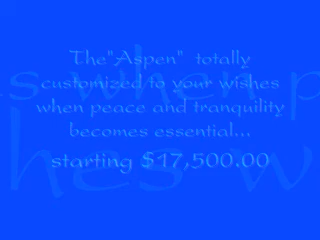 The"Aspen" totally
customized to your wishes
when peace and tranquility
becomes essential...
starting $17,500.00